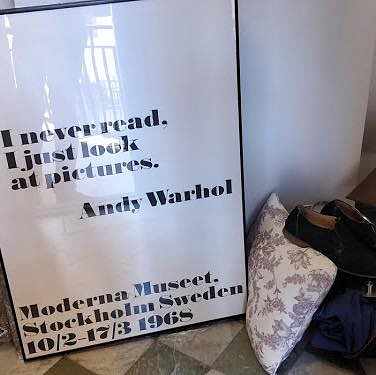 I never read,
I just look
at pictures.
Andy Warhol
Moderna Museet,
Stockholm Sweden
10/2–17/3 1968